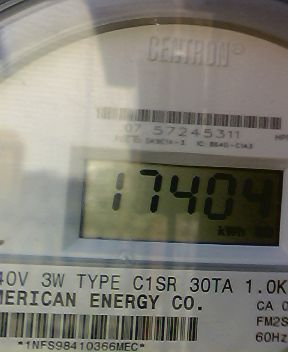 CENTRON®
07 57245311
17404
kWh
40V 3W TYPE C1SR 30TA 1.0K
MERICAN ENERGY CO.
CA 0
FM2S
60Hz
*1NFS98410366MEC*